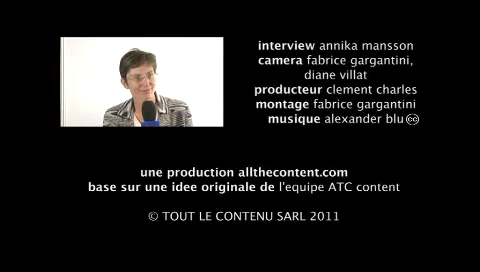 interview annika mansson
camera fabrice gargantini,
diane villat
producteur clement charles
montage fabrice gargantini
musique alexander blu cc
une production allthecontent.com
base sur une idee originale de l'equipe ATC content
© TOUT LE CONTENU SARL 2011